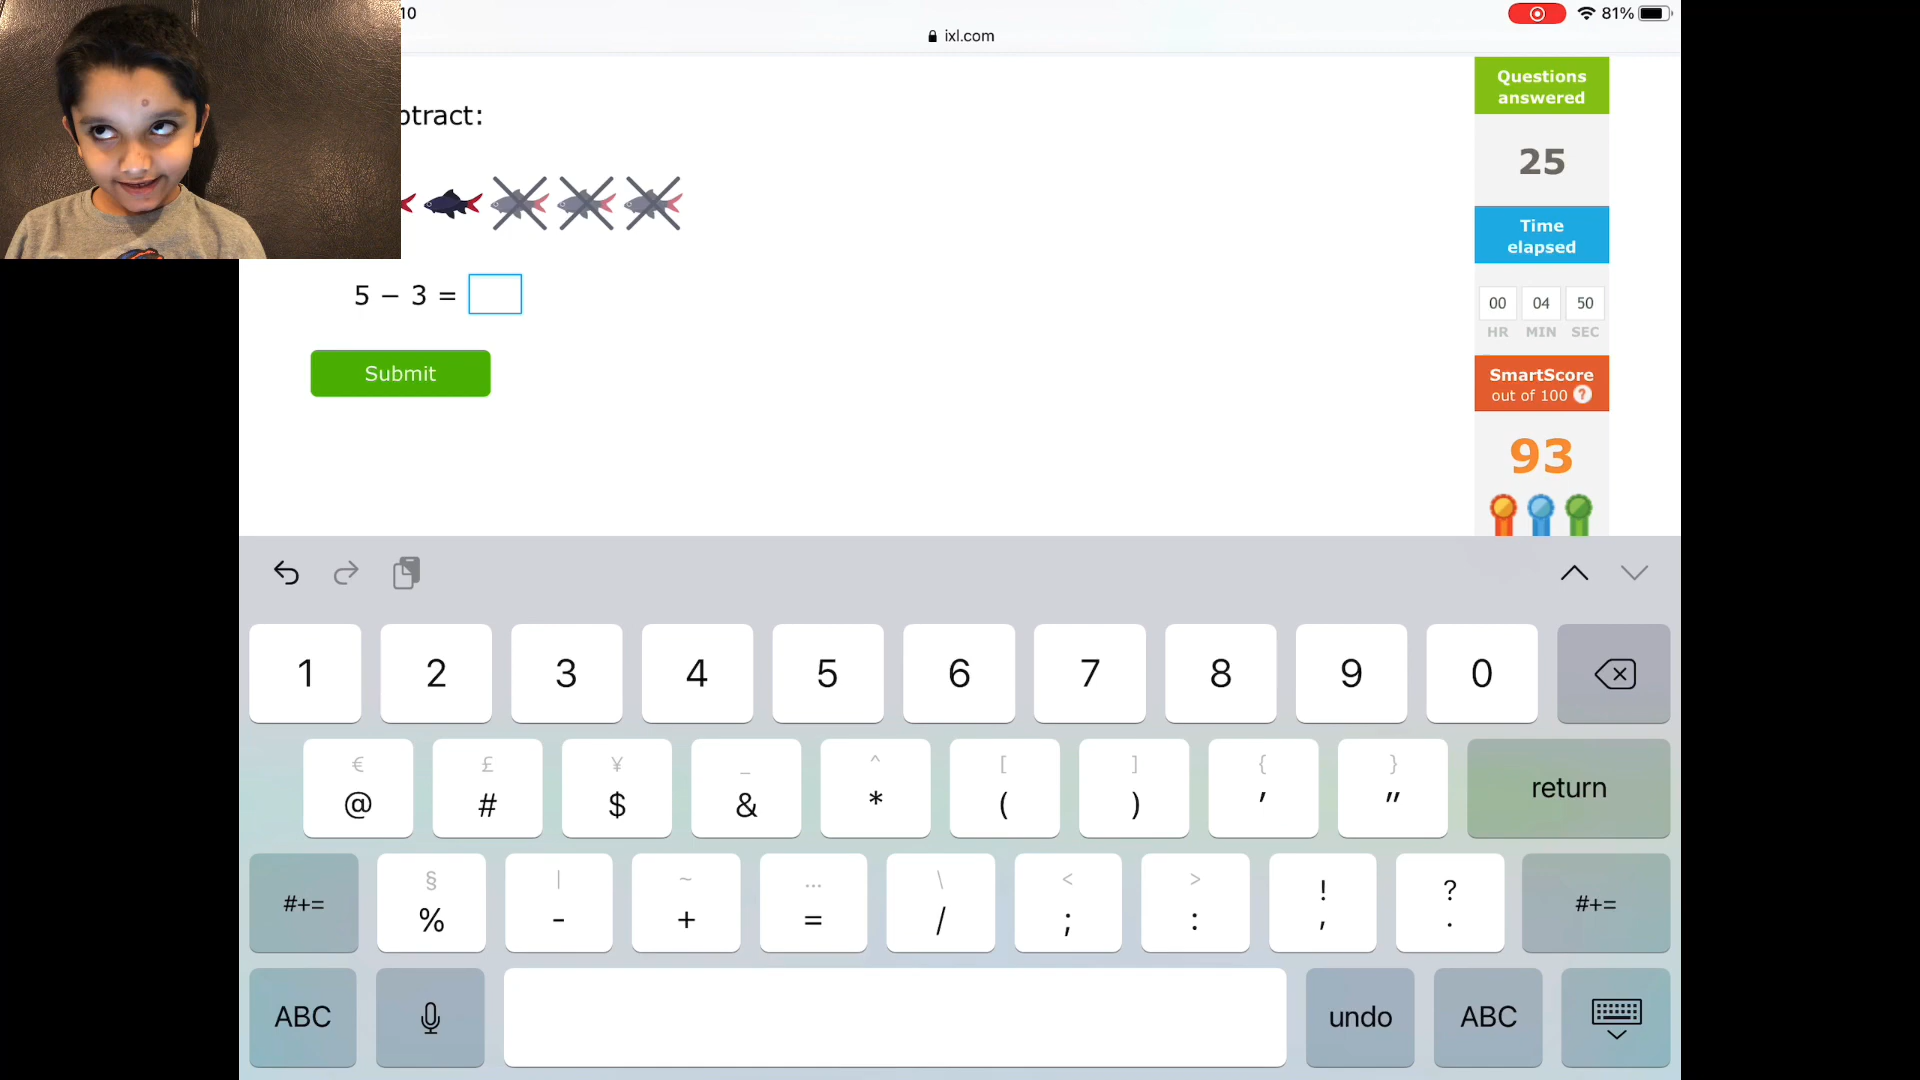 10
81%
ixl.com
Questions
answered
btract:
25
Time
elapsed
5 − 3 =
00 04 50
HR MIN SEC
Submit
SmartScore
out of 100 ?
93
1 2 3 4 5 6 7 8 9 0
€ £ ¥ _ ^ [ ] { }
@ # $ & * ( ) ' " return
§ | ~ ... \ < > ! ?
#+= % - + = / ; : , . #+=
ABC undo ABC